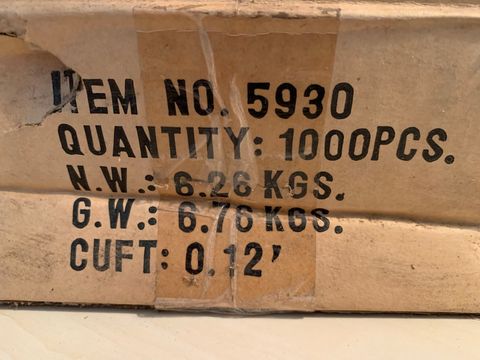 ITEM NO. 5930
QUANTITY: 1000PCS.
N.W.: 6.26 KGS.
G.W.: 6.76 KGS.
CUFT: 0.12'